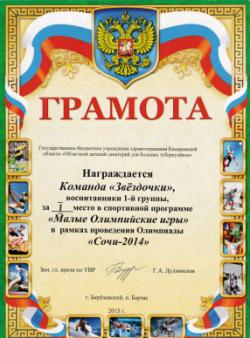 ГРАМОТА
Государственное бюджетное учреждение здравоохранения Кемеровской
области «Областной детский санаторий для больных туберкулёзом»
Награждается
Команда «Звёздочки»,
воспитанники 1-й группы,
за I место в спортивной программе
«Малые Олимпийские игры»
в рамках проведения Олимпиады
«Сочи-2014»
Зам. гл. врача по УВР Г.А. Дудзинская
г. Берёзовский, п. Барзас
2013 г.